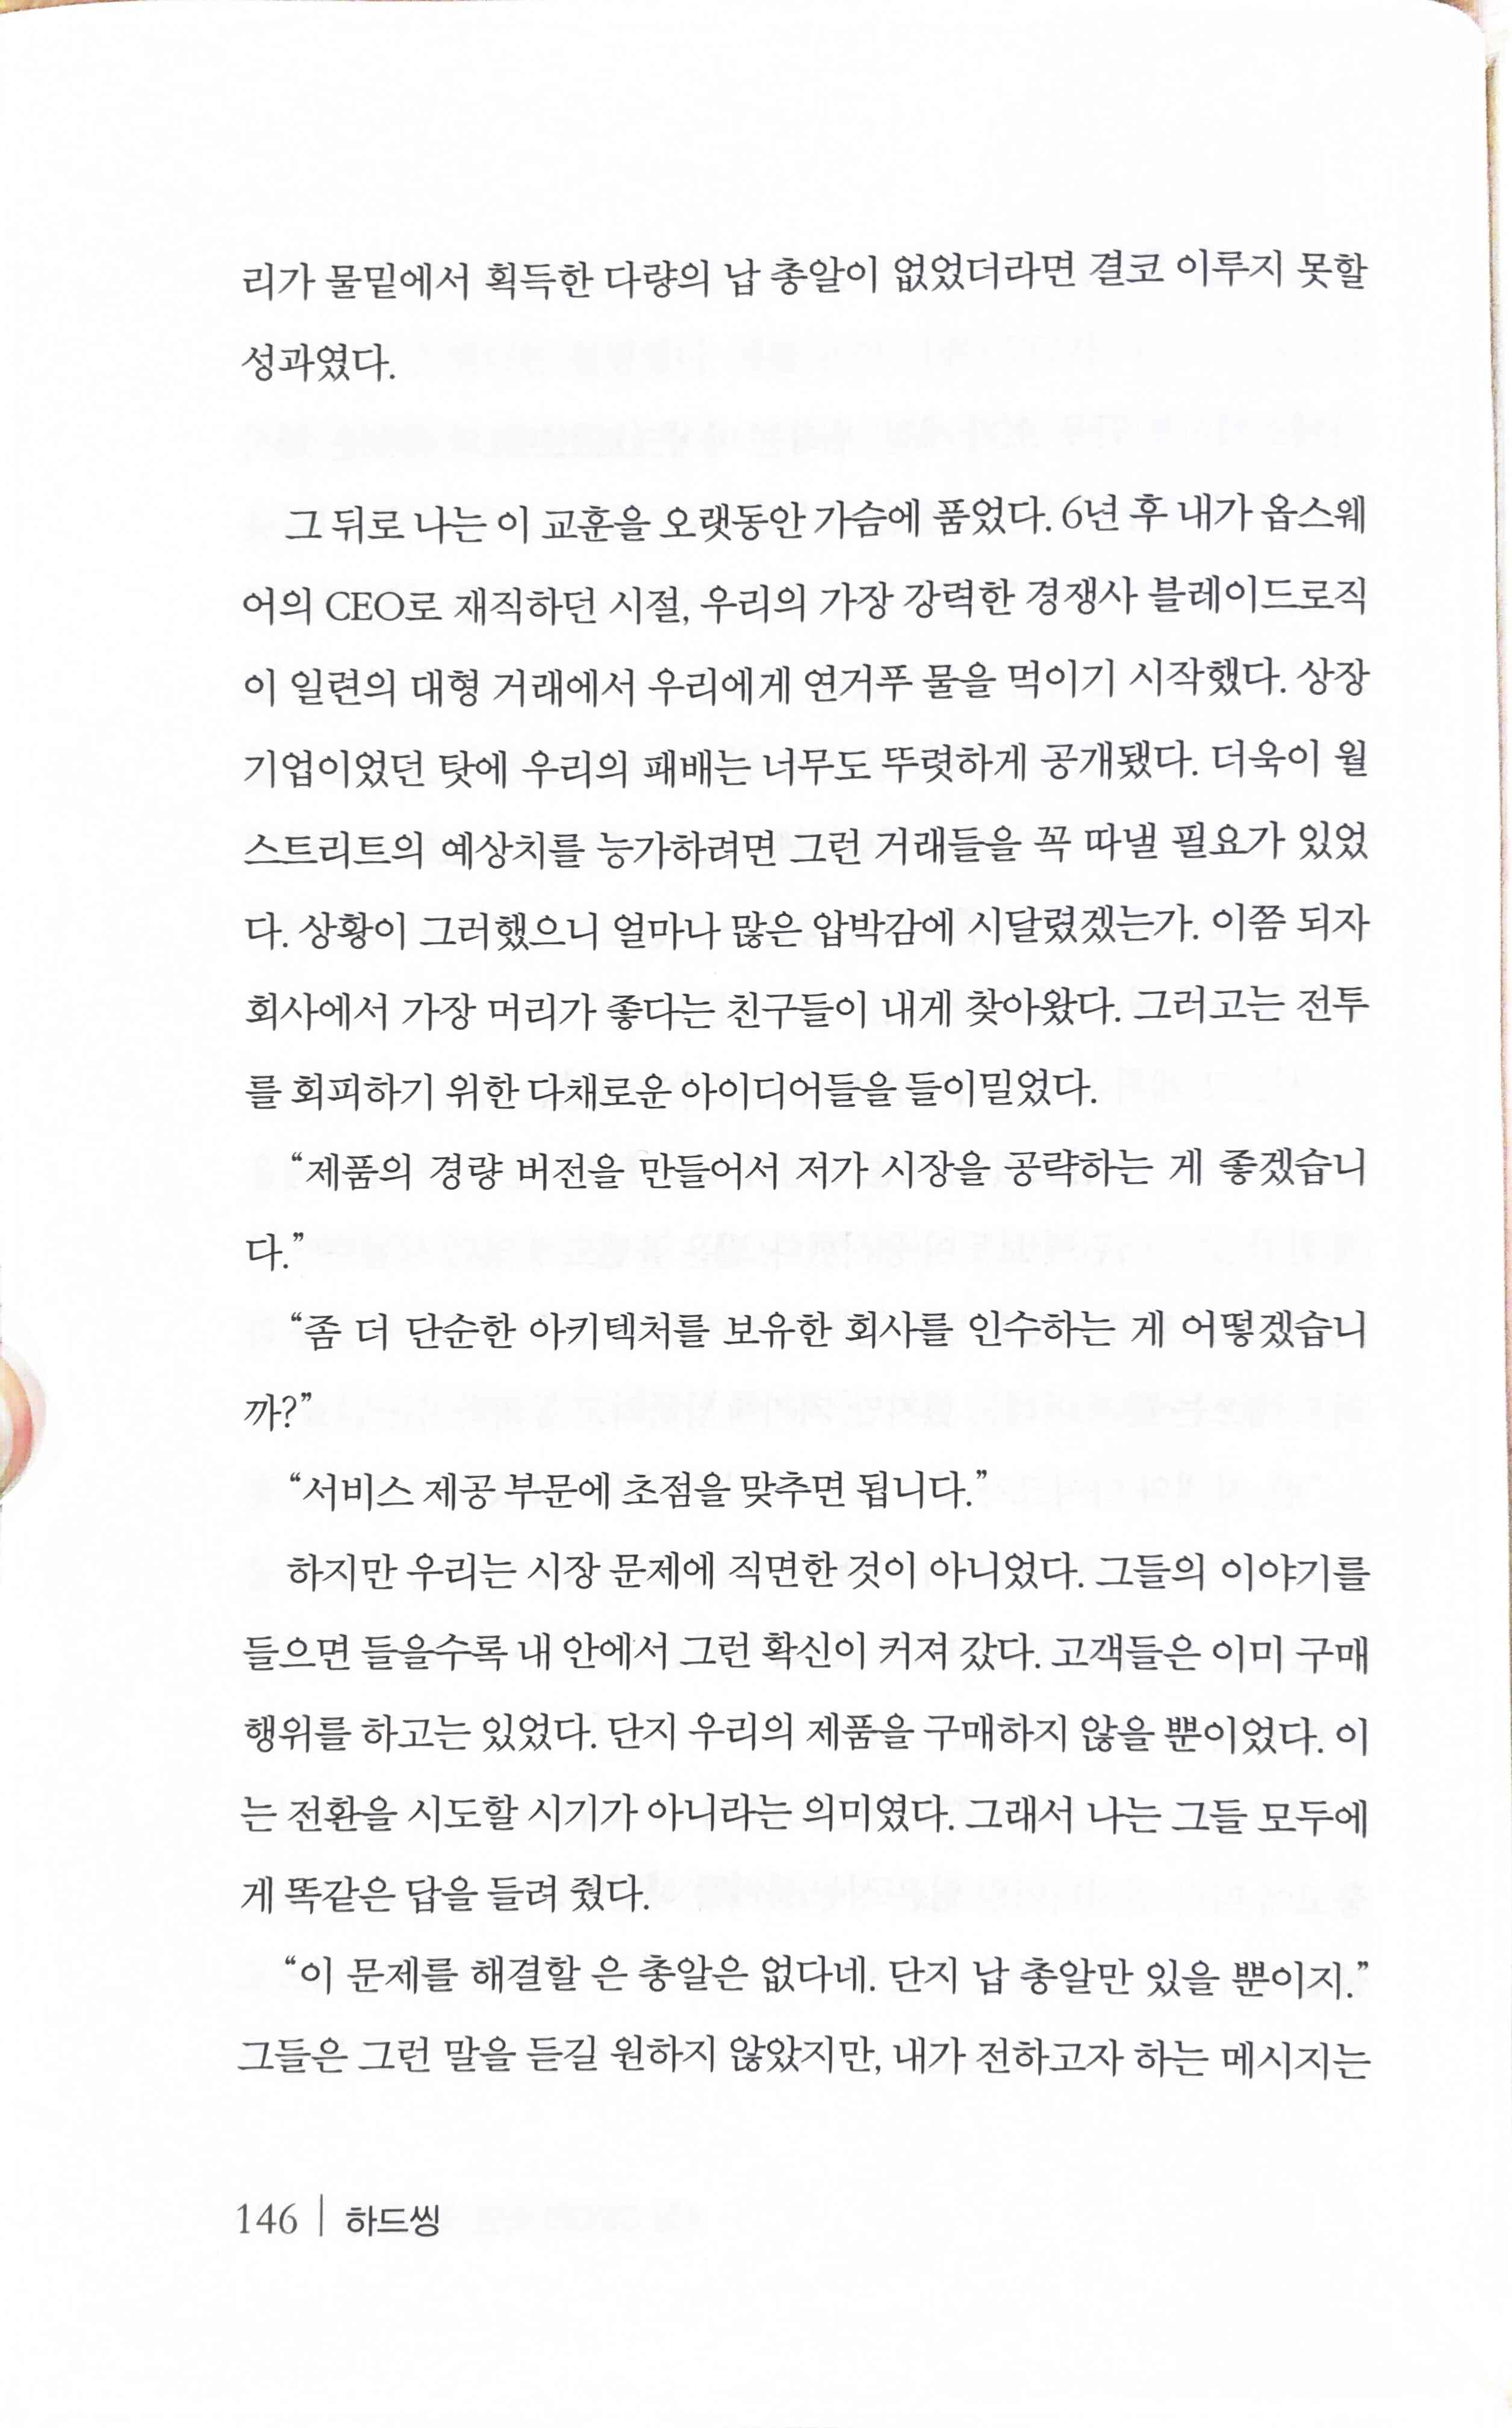 리가 물밑에서 획득한 다량의 납 총알이 없었더라면 결코 이루지 못할
성과였다.
그 뒤로 나는 이 교훈을 오랫동안 가슴에 품었다. 6년 후 내가 옵스웨
어의 CEO로 재직하던 시절, 우리의 가장 강력한 경쟁사 블레이드로직
이 일련의 대형 거래에서 우리에게 연거푸 물을 먹이기 시작했다. 상장
기업이었던 탓에 우리의 패배는 너무도 뚜렷하게 공개됐다. 더욱이 월
스트리트의 예상치를 능가하려면 그런 거래들을 꼭 따낼 필요가 있었
다. 상황이 그러했으니 얼마나 많은 압박감에 시달렸겠는가. 이쯤 되자
회사에서 가장 머리가 좋다는 친구들이 내게 찾아왔다. 그러고는 전투
를 회피하기 위한 다채로운 아이디어들을 들이밀었다.
“제품의 경량 버전을 만들어서 저가 시장을 공략하는 게 좋겠습니
다.”
“좀 더 단순한 아키텍처를 보유한 회사를 인수하는 게 어떻겠습니
까?”
“서비스 제공 부문에 초점을 맞추면 됩니다.”
하지만 우리는 시장 문제에 직면한 것이 아니었다. 그들의 이야기를
들으면 들을수록 내 안에서 그런 확신이 커져 갔다. 고객들은 이미 구매
행위를 하고는 있었다. 단지 우리의 제품을 구매하지 않을 뿐이었다. 이
는 전환을 시도할 시기가 아니라는 의미였다. 그래서 나는 그들 모두에
게 똑같은 답을 들려 줬다.
“이 문제를 해결할 은 총알은 없다네. 단지 납 총알만 있을 뿐이지.”
그들은 그런 말을 듣길 원하지 않았지만, 내가 전하고자 하는 메시지는
146 | 하드씽